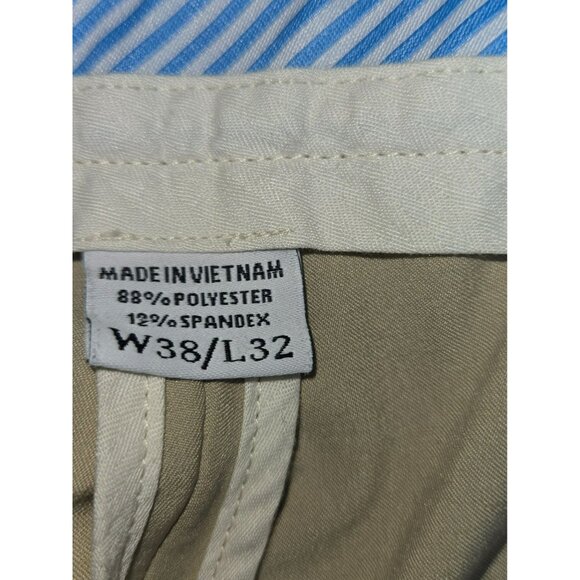 MADE IN VIETNAM
88% POLYESTER
12% SPANDEX
W38/L32